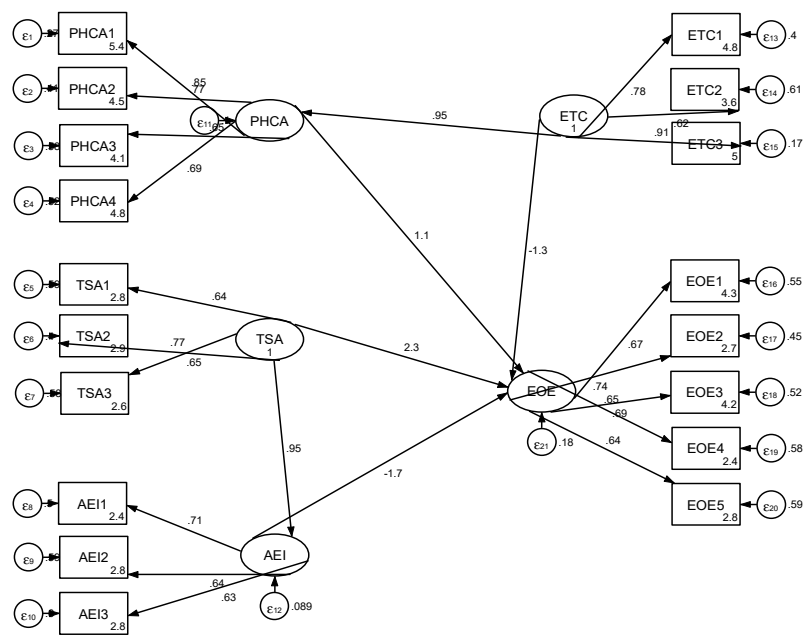 ε1
PHCA1
5.4
ε2
PHCA2
4.5
ε3
PHCA3
4.1
ε4
PHCA4
4.8
.85
.77
.65
.69
ε11
PHCA
.95
ETC
1
.78
.62
.91
ETC1
4.8
ε13
.4
ETC2
3.6
ε14
.61
ETC3
5
ε15
.17
1.1
-1.3
ε5
TSA1
2.8
ε6
TSA2
2.9
ε7
TSA3
2.6
.64
.77
.65
TSA
1
2.3
.95
-1.7
EOE
ε21
.18
.67
.74
.65
.69
.64
EOE1
4.3
ε16
.55
EOE2
2.7
ε17
.45
EOE3
4.2
ε18
.52
EOE4
2.4
ε19
.58
EOE5
2.8
ε20
.59
ε8
AEI1
2.4
ε9
AEI2
2.8
ε10
AEI3
2.8
.71
.64
.63
AEI
ε12
.089